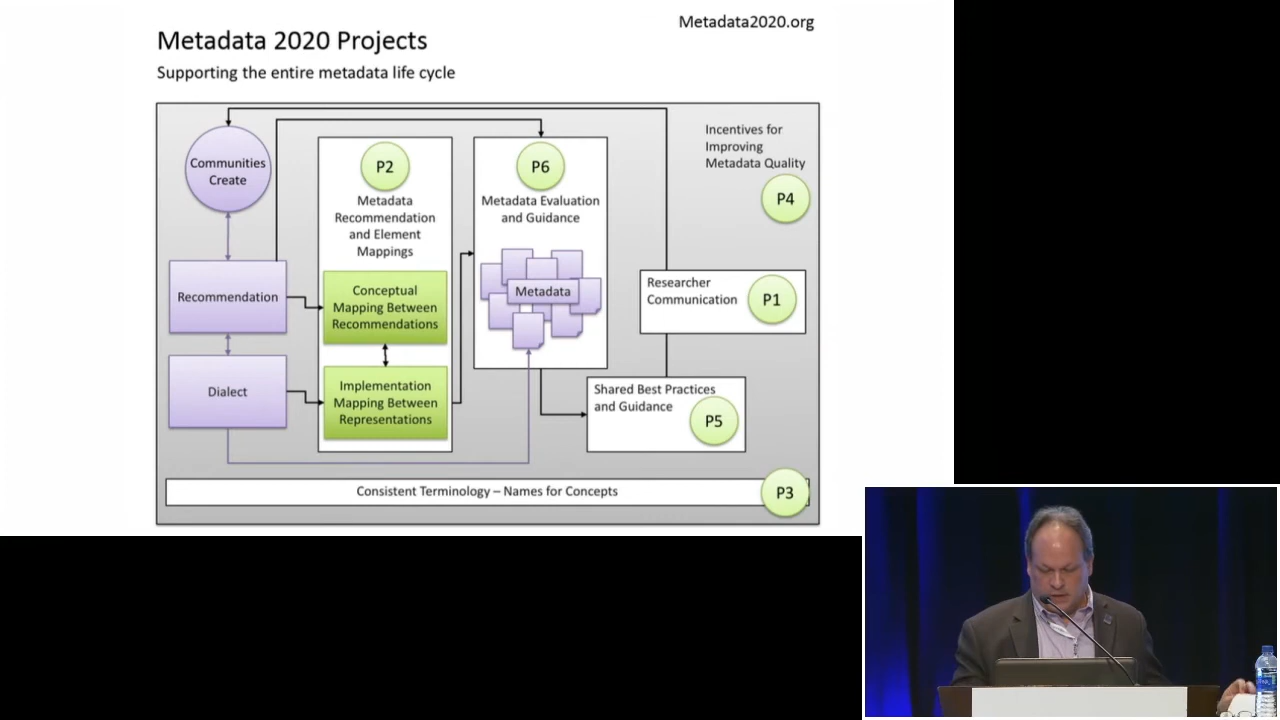 Metadata2020.org
Metadata 2020 Projects
Supporting the entire metadata life cycle
Communities
Create
Recommendation
Dialect
P2
Metadata
Recommendation
and Element
Mappings
Conceptual
Mapping Between
Recommendations
Implementation
Mapping Between
Representations
P6
Metadata Evaluation
and Guidance
Metadata
Incentives for
Improving
Metadata Quality
P4
Researcher
Communication
P1
Shared Best Practices
and Guidance
P5
Consistent Terminology – Names for Concepts
P3